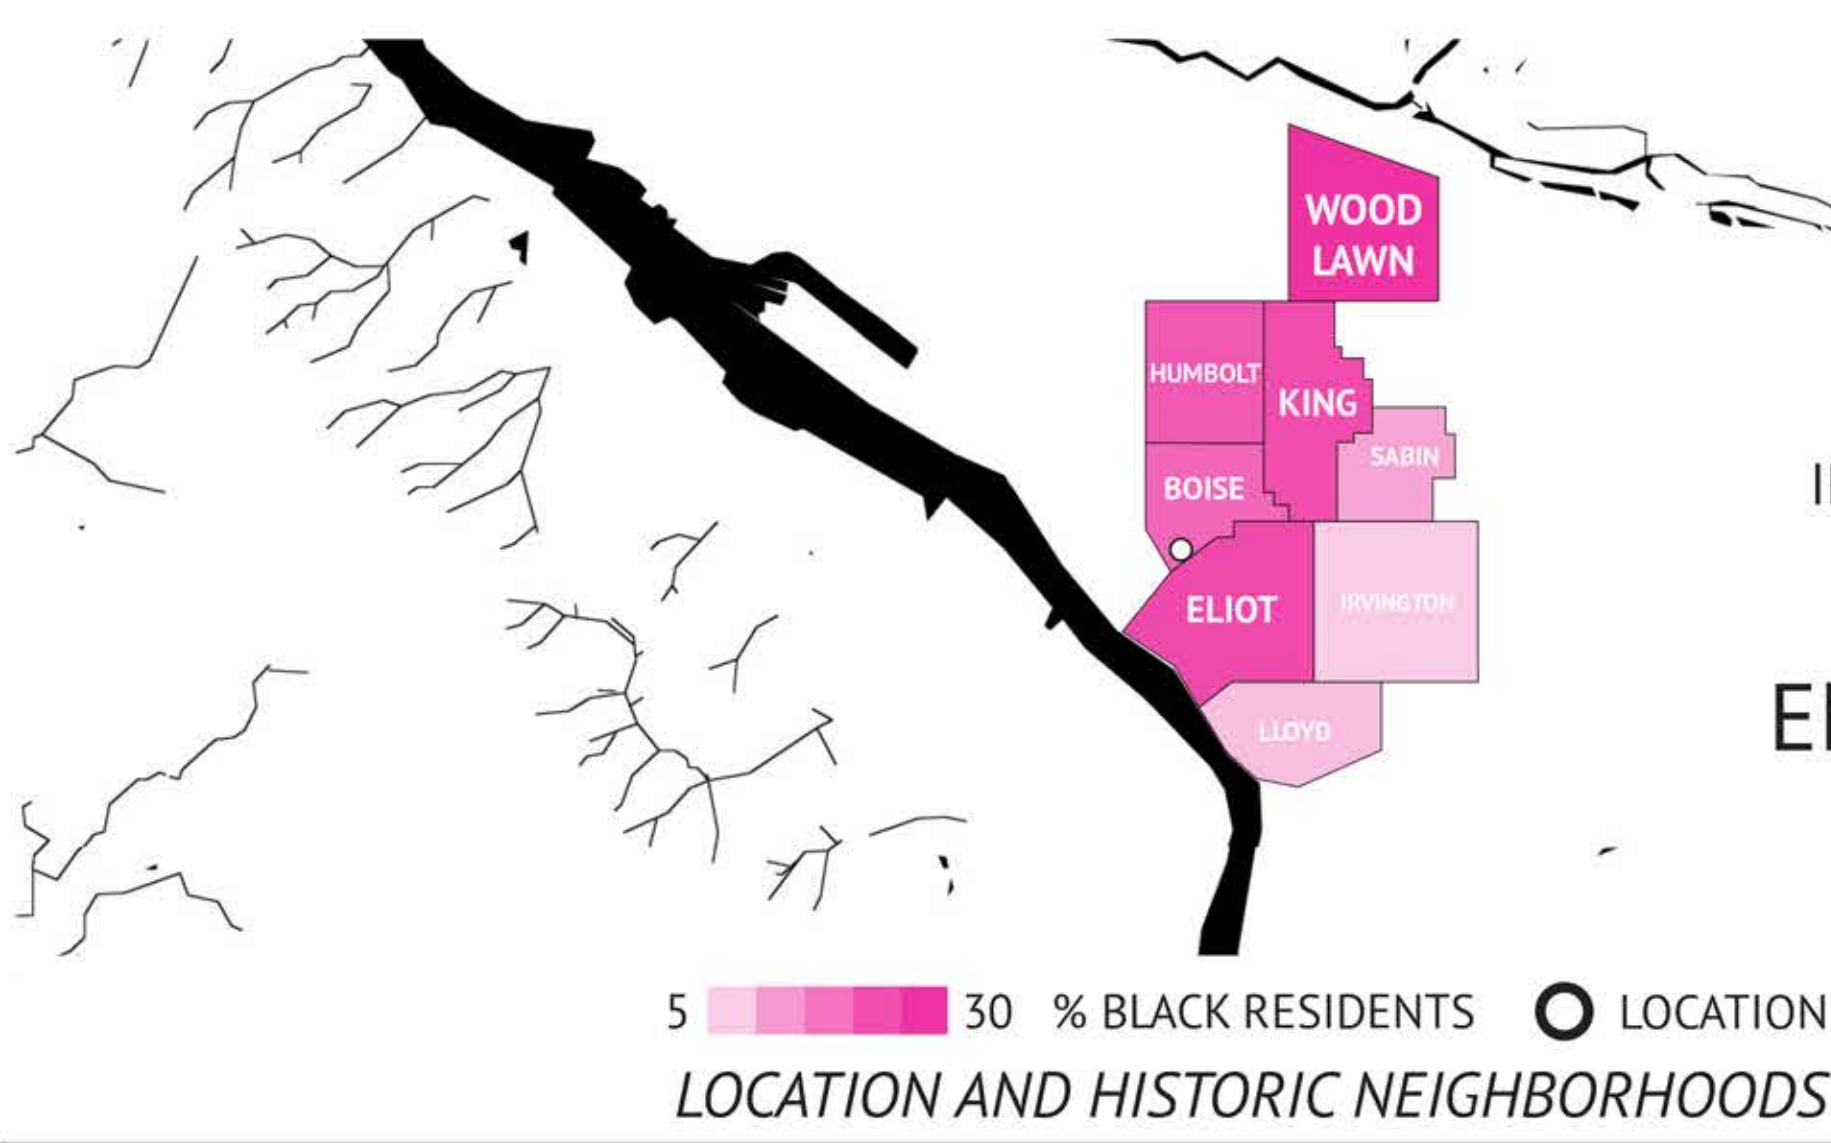 WOOD
LAWN
HUMBOLT
KING
SABIN
BOISE
ELIOT
IRVINGTON
LLOYD
5 30 % BLACK RESIDENTS LOCATION
LOCATION AND HISTORIC NEIGHBORHOODS